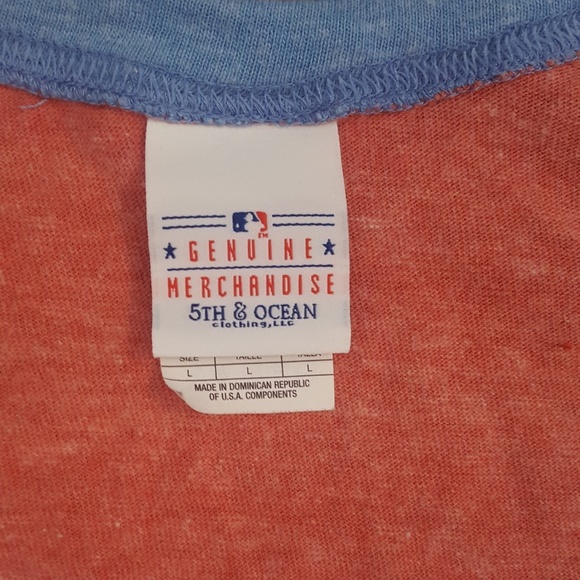 GENUINE
MERCHANDISE
5TH & OCEAN
clothing, LLC
SIZE TAILLE TALLA
L L L
MADE IN DOMINICAN REPUBLIC
OF U.S.A. COMPONENTS